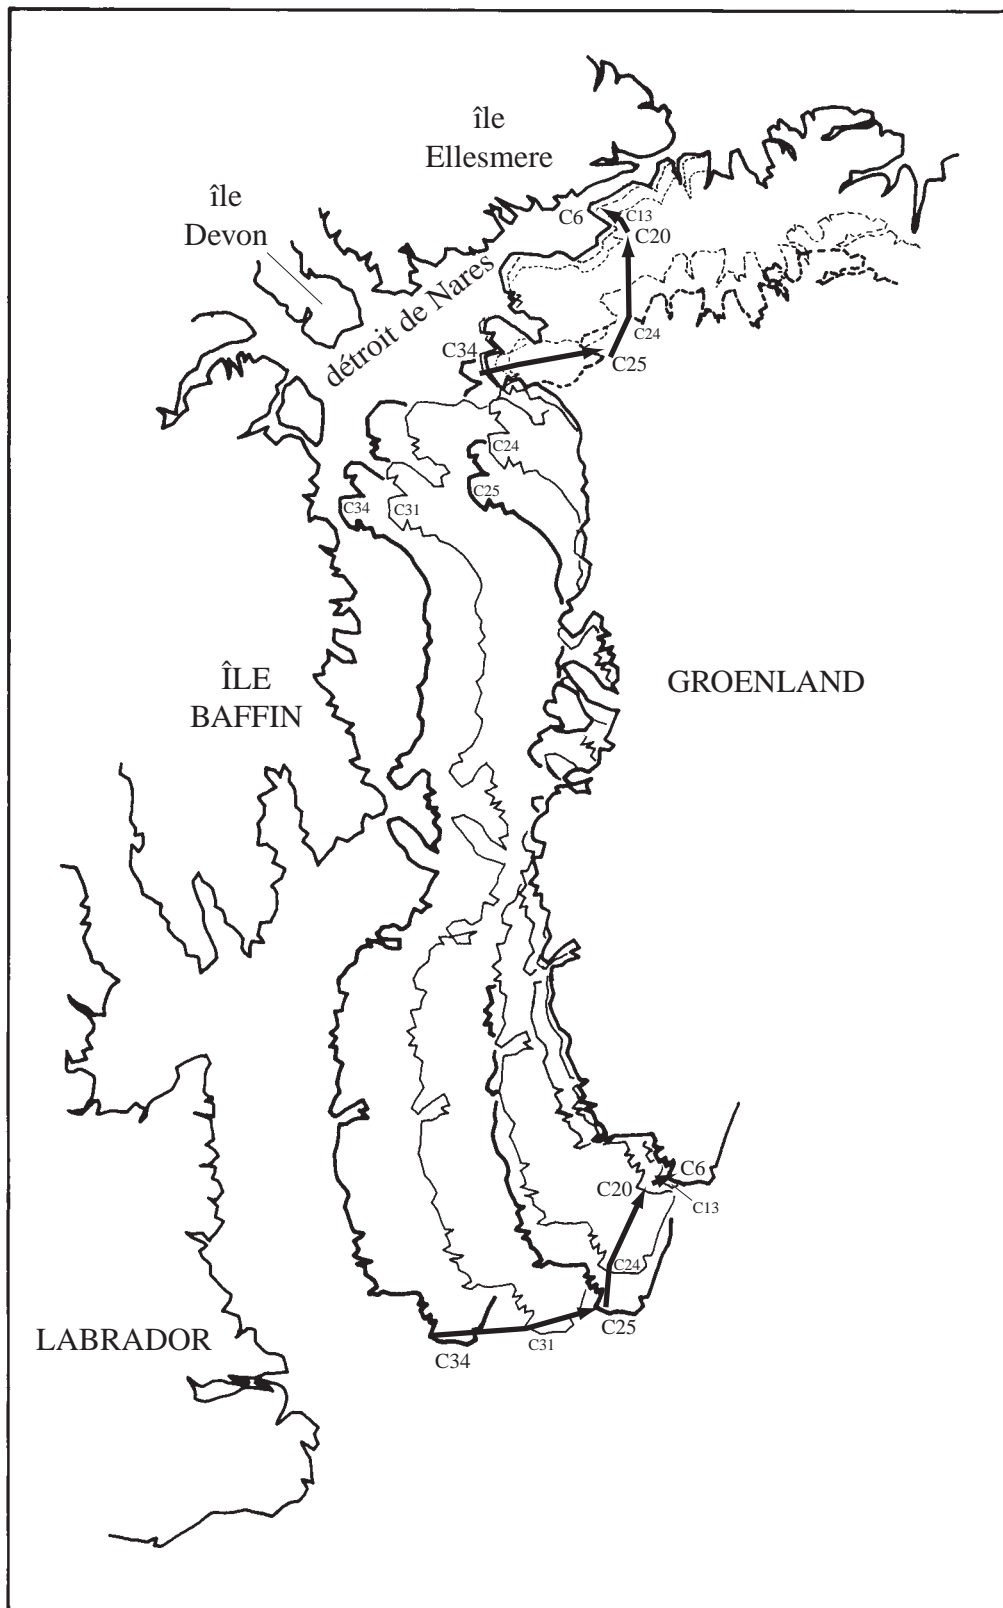 île
Ellesmere
île
Devon
C6
C13
C20
détroit de Nares
C24
C34
C25
C24
C25
C34
C31
ÎLE
BAFFIN
GROENLAND
C6
C20
C13
C24
C25
LABRADOR
C31
C34